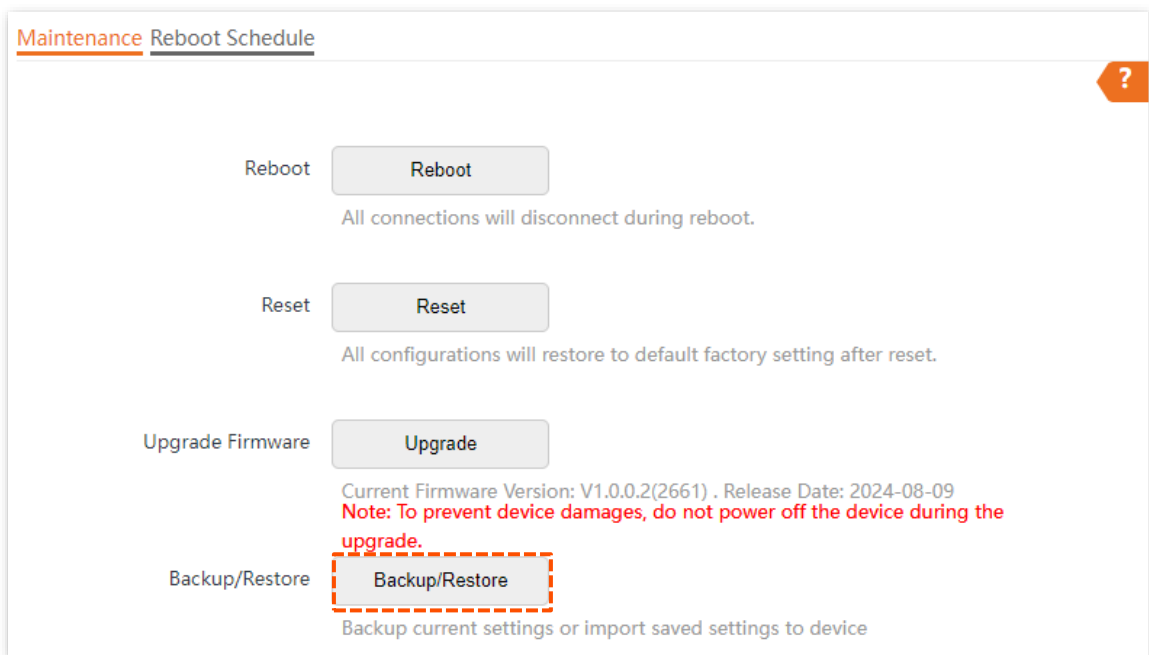 Maintenance Reboot Schedule
?
Reboot Reboot
All connections will disconnect during reboot.
Reset Reset
All configurations will restore to default factory setting after reset.
Upgrade Firmware Upgrade
Current Firmware Version: V1.0.0.2(2661) . Release Date: 2024-08-09
Note: To prevent device damages, do not power off the device during the
upgrade.
Backup/Restore Backup/Restore
Backup current settings or import saved settings to device